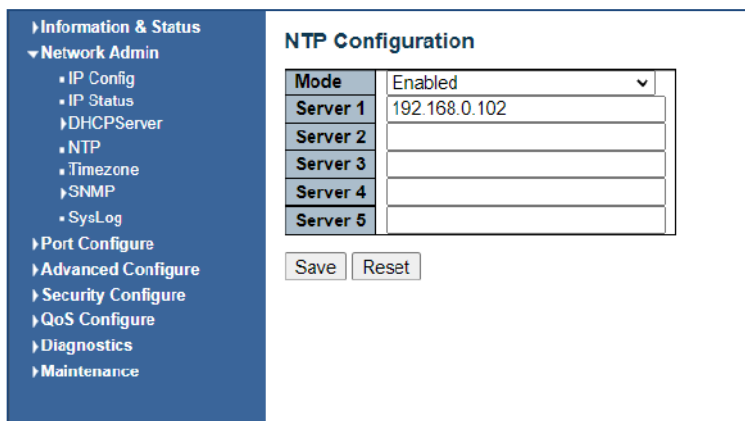 Information & Status
Network Admin
IP Config
IP Status
DHCPServer
NTP
Timezone
SNMP
SysLog
Port Configure
Advanced Configure
Security Configure
QoS Configure
Diagnostics
Maintenance
NTP Configuration
Mode Enabled
Server 1 192.168.0.102
Server 2
Server 3
Server 4
Server 5
Save Reset